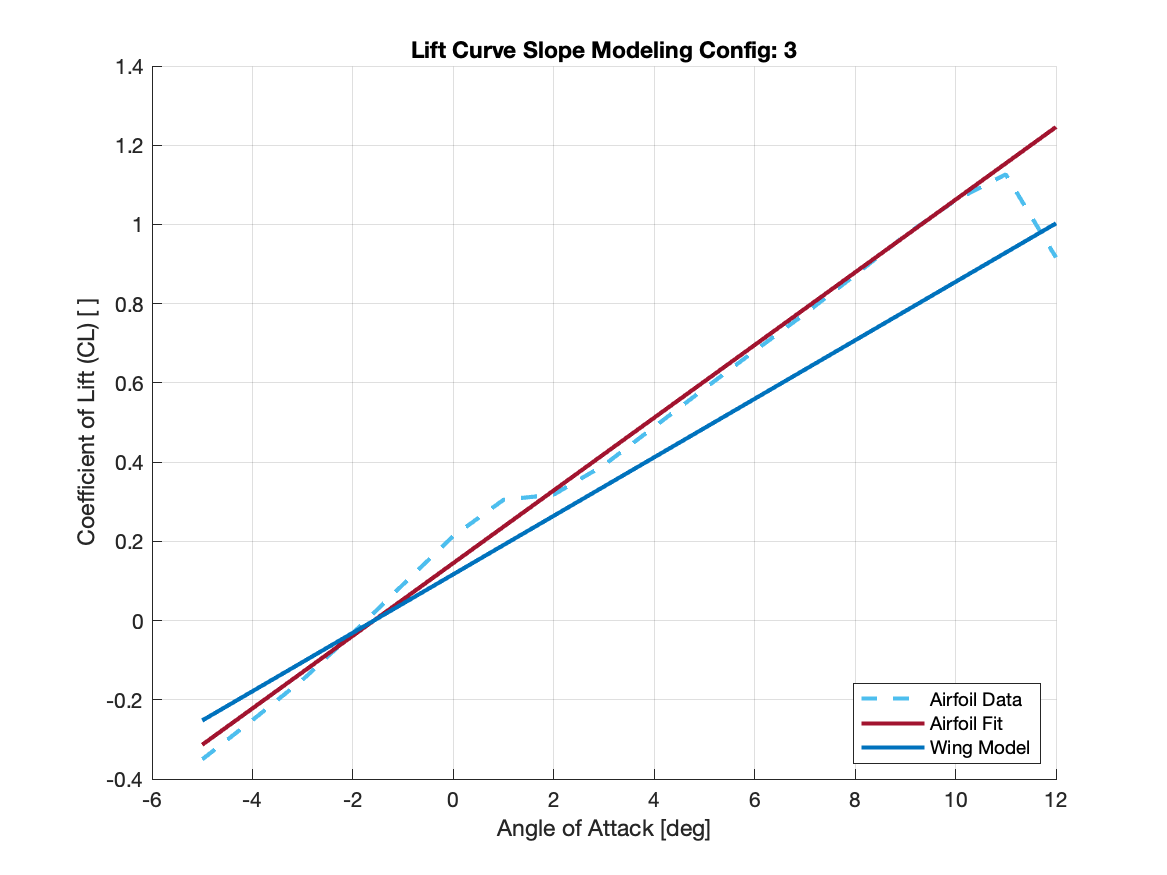 Lift Curve Slope Modeling Config: 3
1.4
1.2
1
0.8
0.6
0.4
0.2
0
-0.2
-0.4
Coefficient of Lift (CL) [ ]
-6 -4 -2 0 2 4 6 8 10 12
Angle of Attack [deg]
Airfoil Data
Airfoil Fit
Wing Model